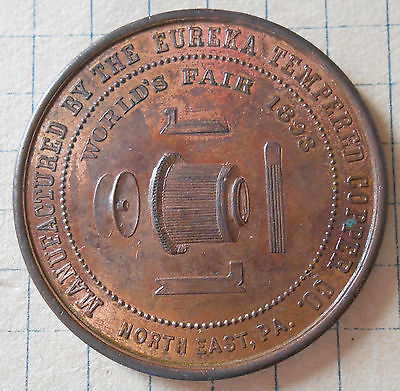 MANUFACTURED BY THE EUREKA TEMPERED COPPER CO.
WORLD'S FAIR 1893
NORTH EAST, PA.